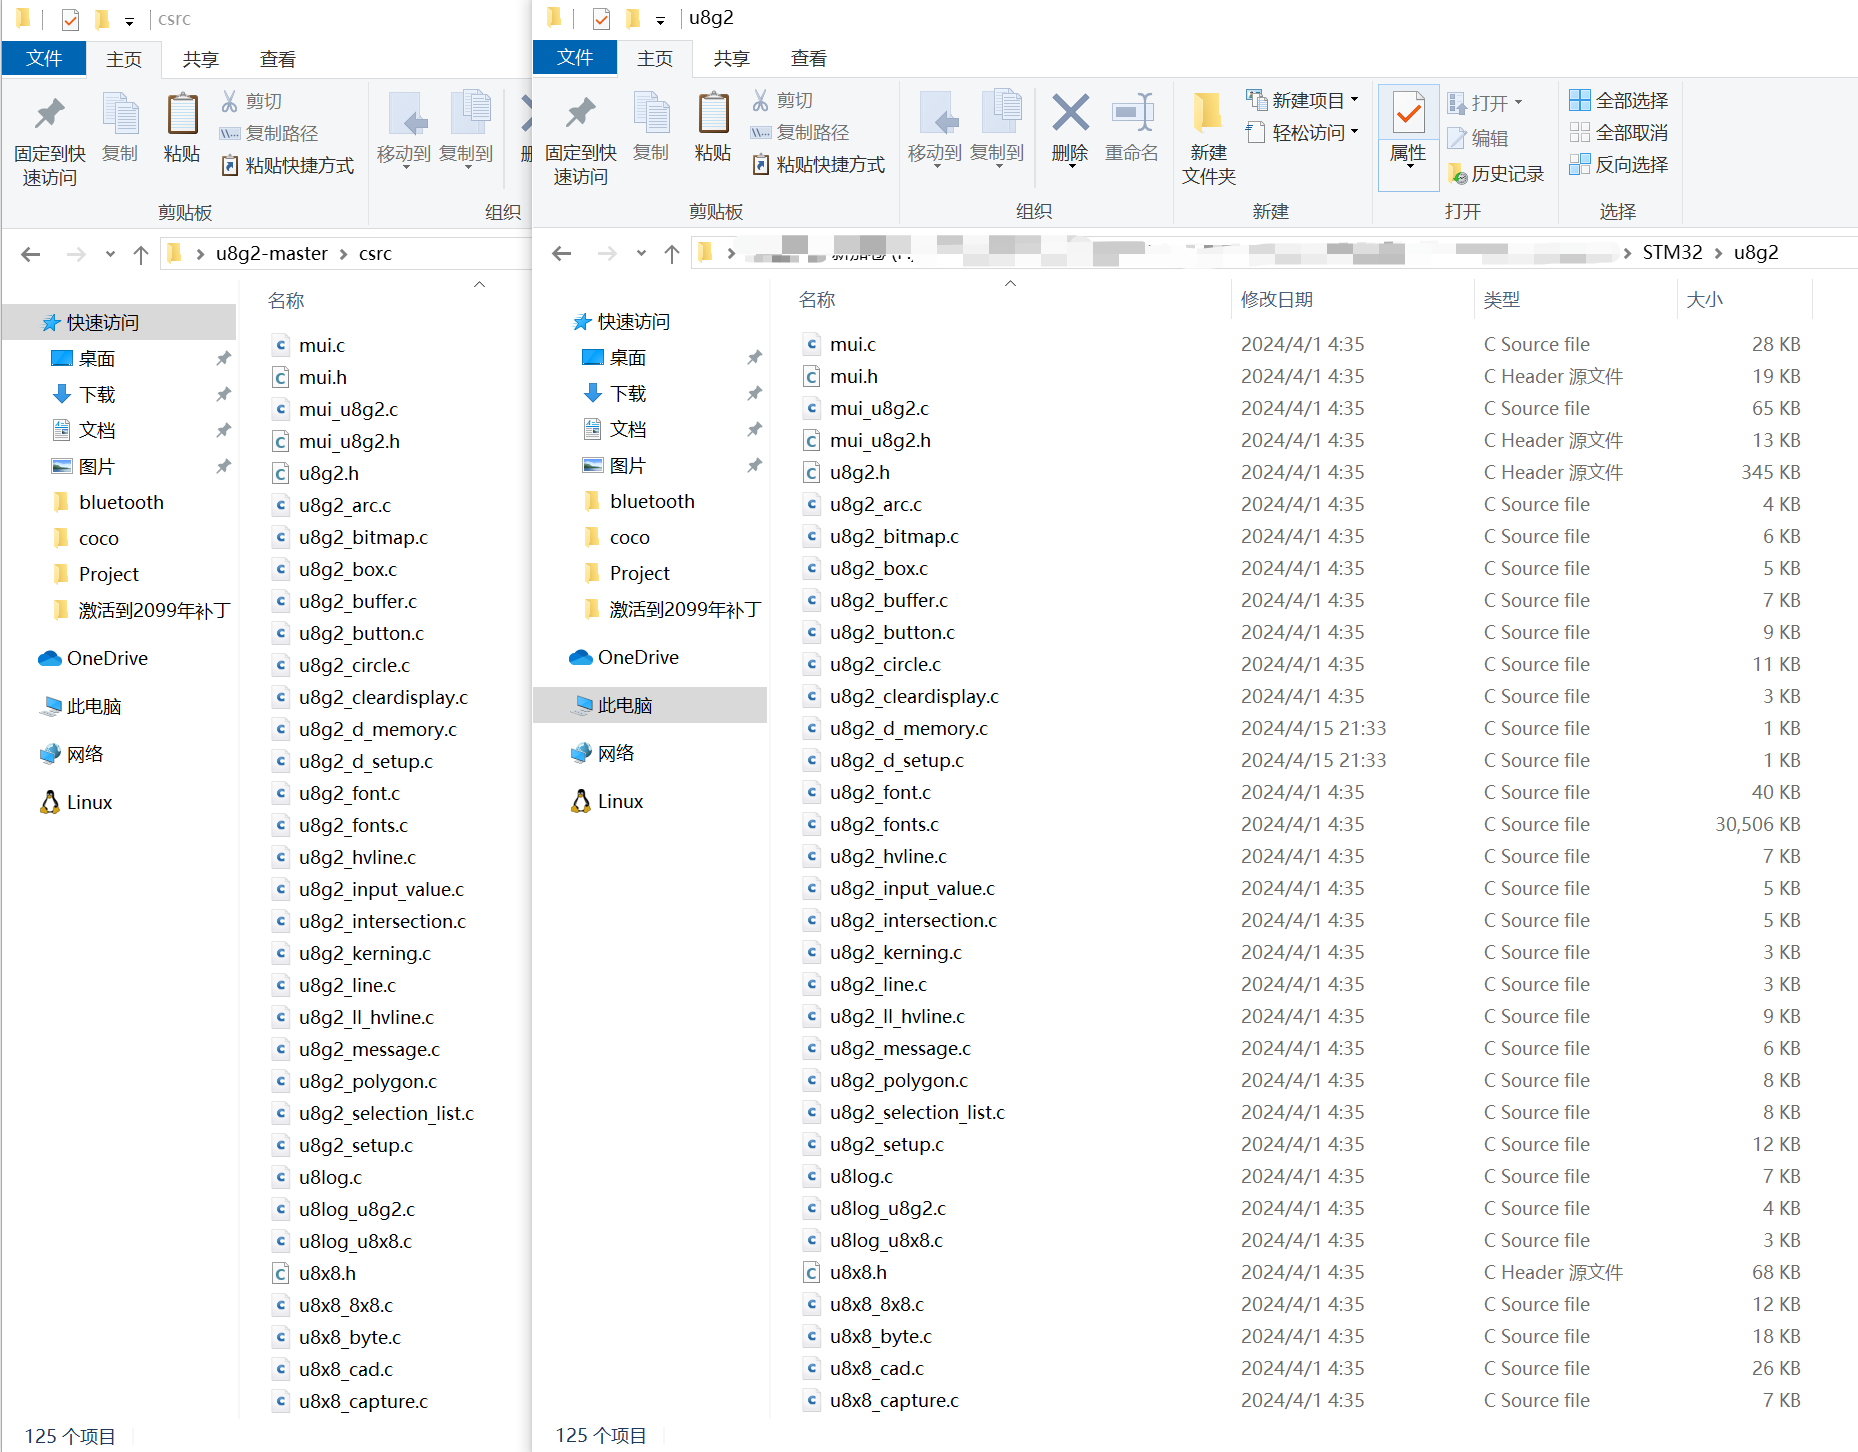 csrc
文件
主页
共享
查看
固定到快
速访问
复制
粘贴
剪切
复制路径
粘贴快捷方式
移动到
复制到
剪贴板
组织
u8g2-master
csrc
名称
快速访问
桌面
下载
文档
图片
bluetooth
coco
Project
激活到2099年补丁
OneDrive
此电脑
网络
Linux
mui.c
mui.h
mui_u8g2.c
mui_u8g2.h
u8g2.h
u8g2_arc.c
u8g2_bitmap.c
u8g2_box.c
u8g2_buffer.c
u8g2_button.c
u8g2_circle.c
u8g2_cleardisplay.c
u8g2_d_memory.c
u8g2_d_setup.c
u8g2_font.c
u8g2_fonts.c
u8g2_hvline.c
u8g2_input_value.c
u8g2_intersection.c
u8g2_kerning.c
u8g2_line.c
u8g2_ll_hvline.c
u8g2_message.c
u8g2_polygon.c
u8g2_selection_list.c
u8g2_setup.c
u8log.c
u8log_u8g2.c
u8log_u8x8.c
u8x8.h
u8x8_8x8.c
u8x8_byte.c
u8x8_cad.c
u8x8_capture.c
125 个项目
u8g2
文件
主页
共享
查看
固定到快
速访问
复制
粘贴
剪切
复制路径
粘贴快捷方式
移动到
复制到
删除
重命名
新建
文件夹
新建项目
轻松访问
属性
打开
编辑
历史记录
全部选择
全部取消
反向选择
剪贴板
组织
新建
打开
选择
STM32
u8g2
名称 修改日期 类型 大小
快速访问
桌面
下载
文档
图片
bluetooth
coco
Project
激活到2099年补丁
OneDrive
此电脑
网络
Linux
mui.c 2024/4/1 4:35 C Source file 28 KB
mui.h 2024/4/1 4:35 C Header 源文件 19 KB
mui_u8g2.c 2024/4/1 4:35 C Source file 65 KB
mui_u8g2.h 2024/4/1 4:35 C Header 源文件 13 KB
u8g2.h 2024/4/1 4:35 C Header 源文件 345 KB
u8g2_arc.c 2024/4/1 4:35 C Source file 4 KB
u8g2_bitmap.c 2024/4/1 4:35 C Source file 6 KB
u8g2_box.c 2024/4/1 4:35 C Source file 5 KB
u8g2_buffer.c 2024/4/1 4:35 C Source file 7 KB
u8g2_button.c 2024/4/1 4:35 C Source file 9 KB
u8g2_circle.c 2024/4/1 4:35 C Source file 11 KB
u8g2_cleardisplay.c 2024/4/1 4:35 C Source file 3 KB
u8g2_d_memory.c 2024/4/15 21:33 C Source file 1 KB
u8g2_d_setup.c 2024/4/15 21:33 C Source file 1 KB
u8g2_font.c 2024/4/1 4:35 C Source file 40 KB
u8g2_fonts.c 2024/4/1 4:35 C Source file 30,506 KB
u8g2_hvline.c 2024/4/1 4:35 C Source file 7 KB
u8g2_input_value.c 2024/4/1 4:35 C Source file 5 KB
u8g2_intersection.c 2024/4/1 4:35 C Source file 5 KB
u8g2_kerning.c 2024/4/1 4:35 C Source file 3 KB
u8g2_line.c 2024/4/1 4:35 C Source file 3 KB
u8g2_ll_hvline.c 2024/4/1 4:35 C Source file 9 KB
u8g2_message.c 2024/4/1 4:35 C Source file 6 KB
u8g2_polygon.c 2024/4/1 4:35 C Source file 8 KB
u8g2_selection_list.c 2024/4/1 4:35 C Source file 8 KB
u8g2_setup.c 2024/4/1 4:35 C Source file 12 KB
u8log.c 2024/4/1 4:35 C Source file 7 KB
u8log_u8g2.c 2024/4/1 4:35 C Source file 4 KB
u8log_u8x8.c 2024/4/1 4:35 C Source file 3 KB
u8x8.h 2024/4/1 4:35 C Header 源文件 68 KB
u8x8_8x8.c 2024/4/1 4:35 C Source file 12 KB
u8x8_byte.c 2024/4/1 4:35 C Source file 18 KB
u8x8_cad.c 2024/4/1 4:35 C Source file 26 KB
u8x8_capture.c 2024/4/1 4:35 C Source file 7 KB
125 个项目